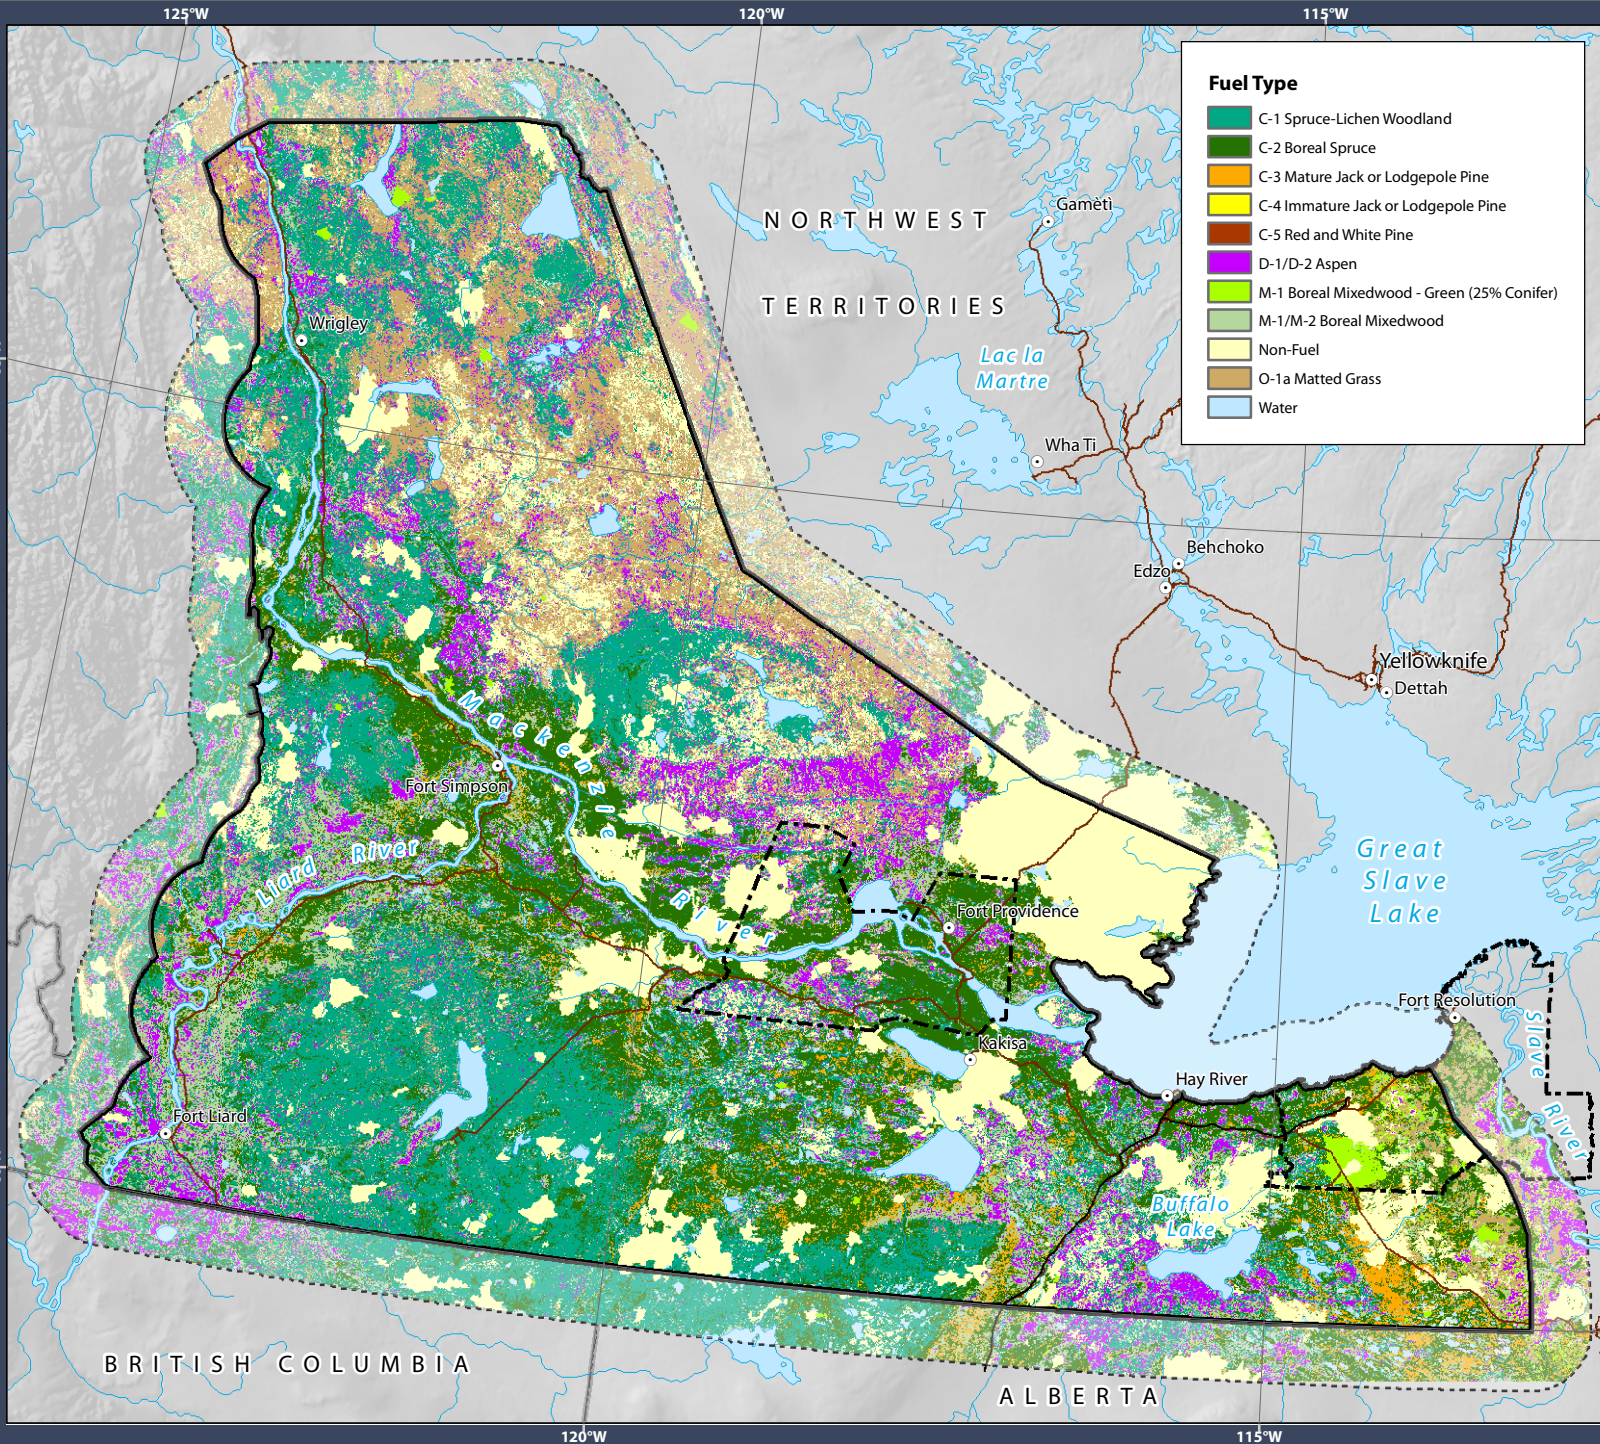 125°W
120°W
115°W
Fuel Type
C-1 Spruce-Lichen Woodland
C-2 Boreal Spruce
C-3 Mature Jack or Lodgepole Pine
C-4 Immature Jack or Lodgepole Pine
C-5 Red and White Pine
D-1/D-2 Aspen
M-1 Boreal Mixedwood - Green (25% Conifer)
M-1/M-2 Boreal Mixedwood
Non-Fuel
O-1a Matted Grass
Water
Gamètì
NORTHWEST
TERRITORIES
Wrigley
Lac la
Martre
Wha Ti
Behchoko
Edzo
Yellowknife
Dettah
Mackenzie
River
Fort Simpson
Liard River
Great
Slave
Lake
Fort Providence
Fort Resolution
Slave
River
Kakisa
Hay River
Fort Liard
Buffalo
Lake
BRITISH COLUMBIA
ALBERTA
120°W
115°W